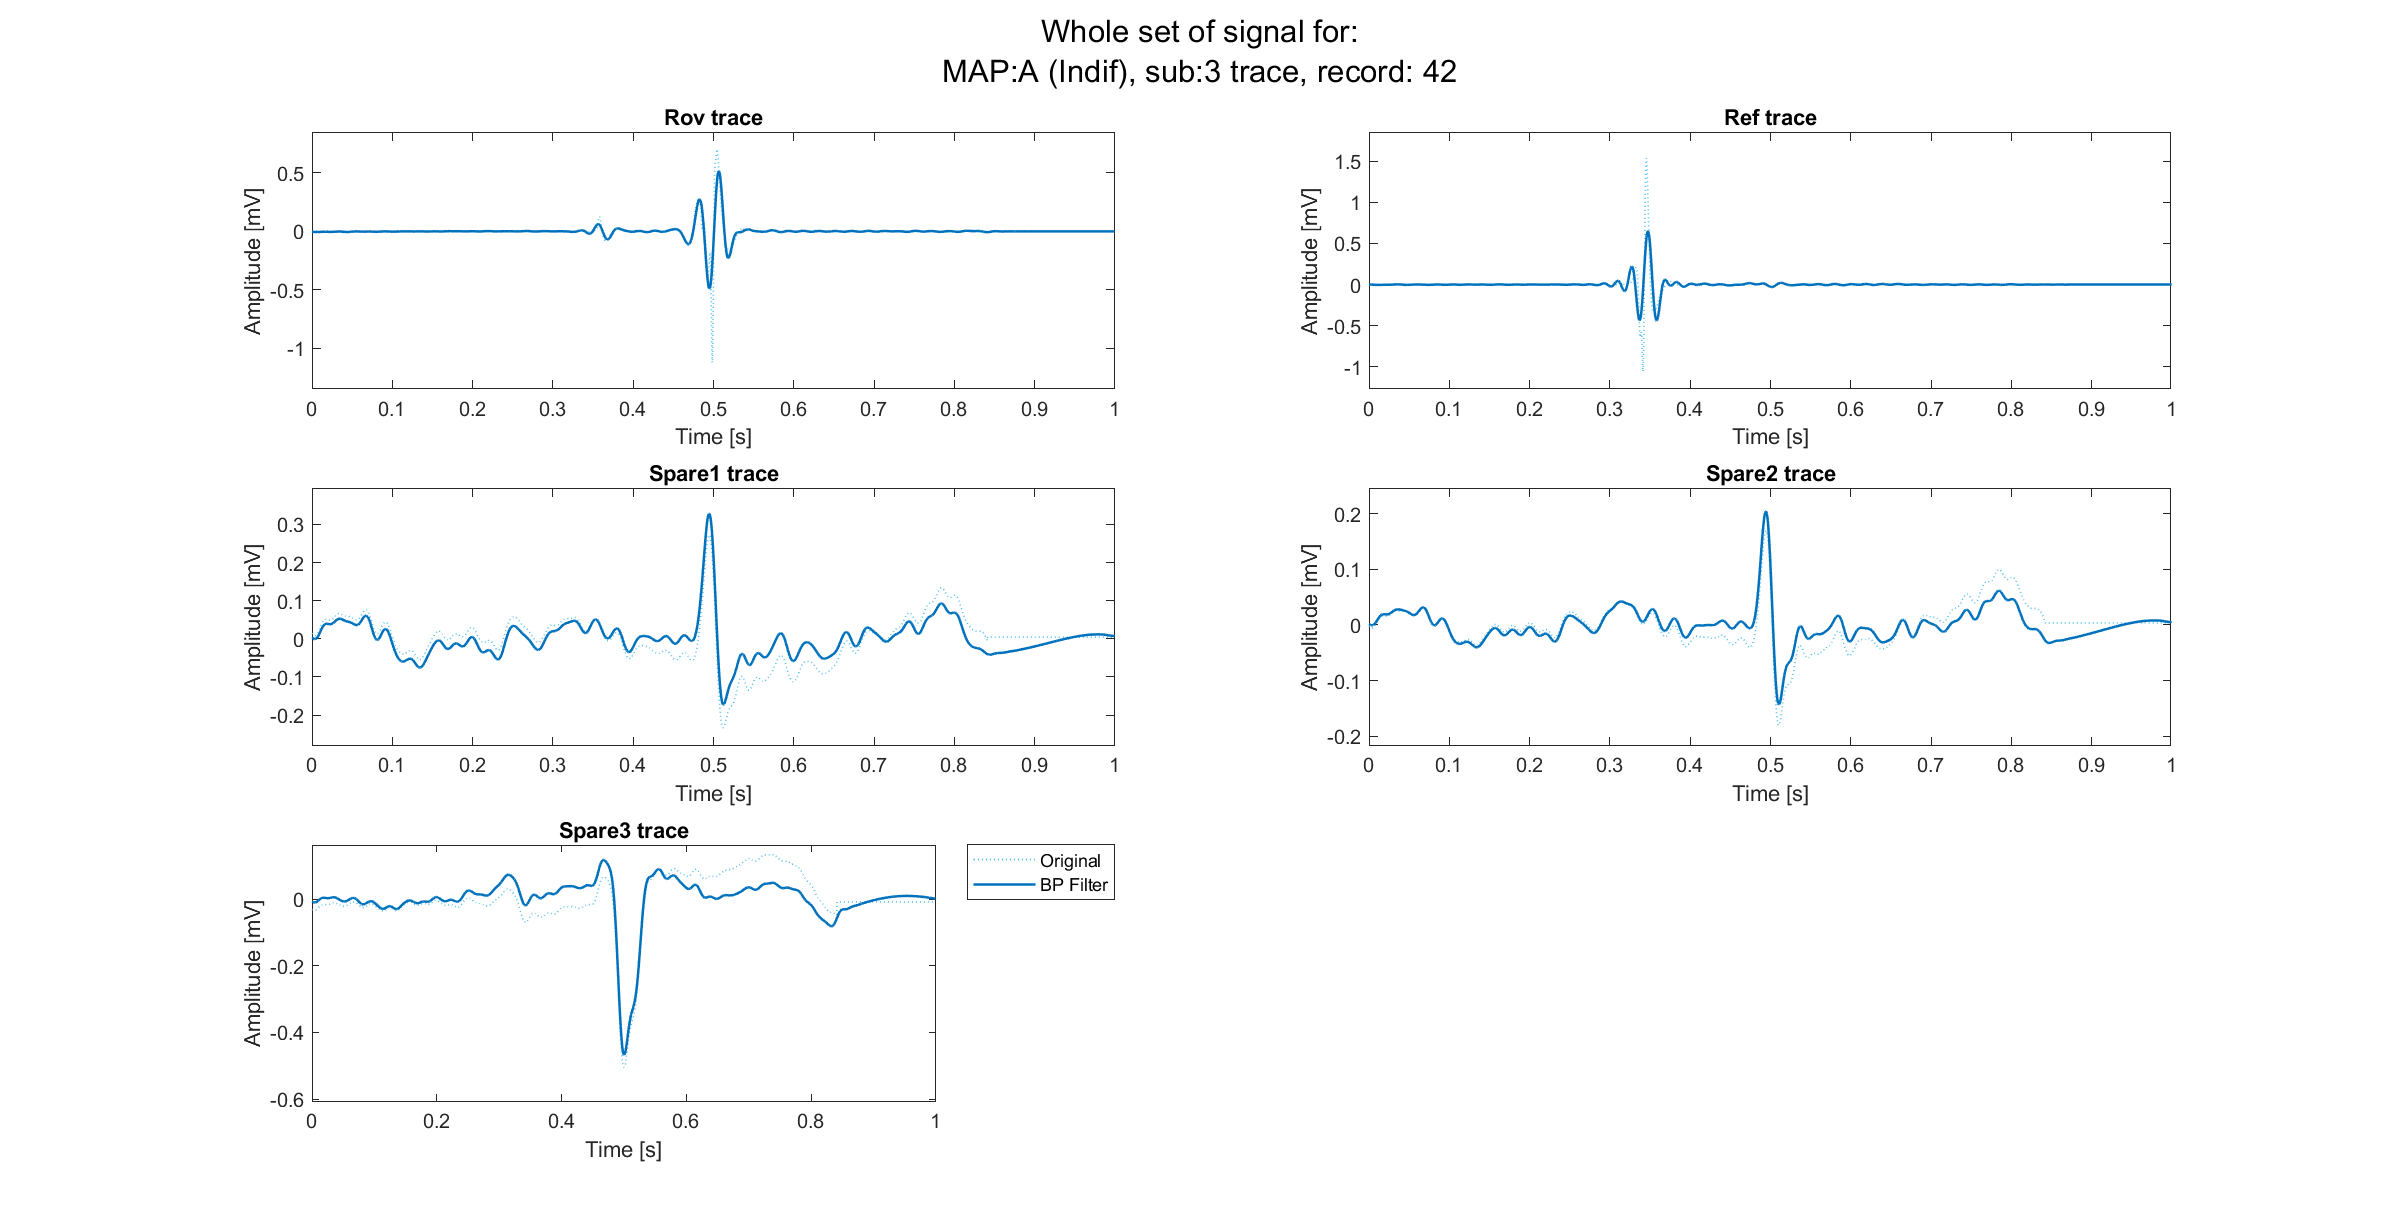 Whole set of signal for:
MAP:A (Indif), sub:3 trace, record: 42
Rov trace
Amplitude [mV]
0.5
0
-0.5
-1
0 0.1 0.2 0.3 0.4 0.5 0.6 0.7 0.8 0.9 1
Time [s]
Ref trace
Amplitude [mV]
1.5
1
0.5
0
-0.5
-1
0 0.1 0.2 0.3 0.4 0.5 0.6 0.7 0.8 0.9 1
Time [s]
Spare1 trace
Amplitude [mV]
0.3
0.2
0.1
0
-0.1
-0.2
0 0.1 0.2 0.3 0.4 0.5 0.6 0.7 0.8 0.9 1
Time [s]
Spare2 trace
Amplitude [mV]
0.2
0.1
0
-0.1
-0.2
0 0.1 0.2 0.3 0.4 0.5 0.6 0.7 0.8 0.9 1
Time [s]
Spare3 trace
Amplitude [mV]
0
-0.2
-0.4
-0.6
0 0.2 0.4 0.6 0.8 1
Time [s]
Original
BP Filter